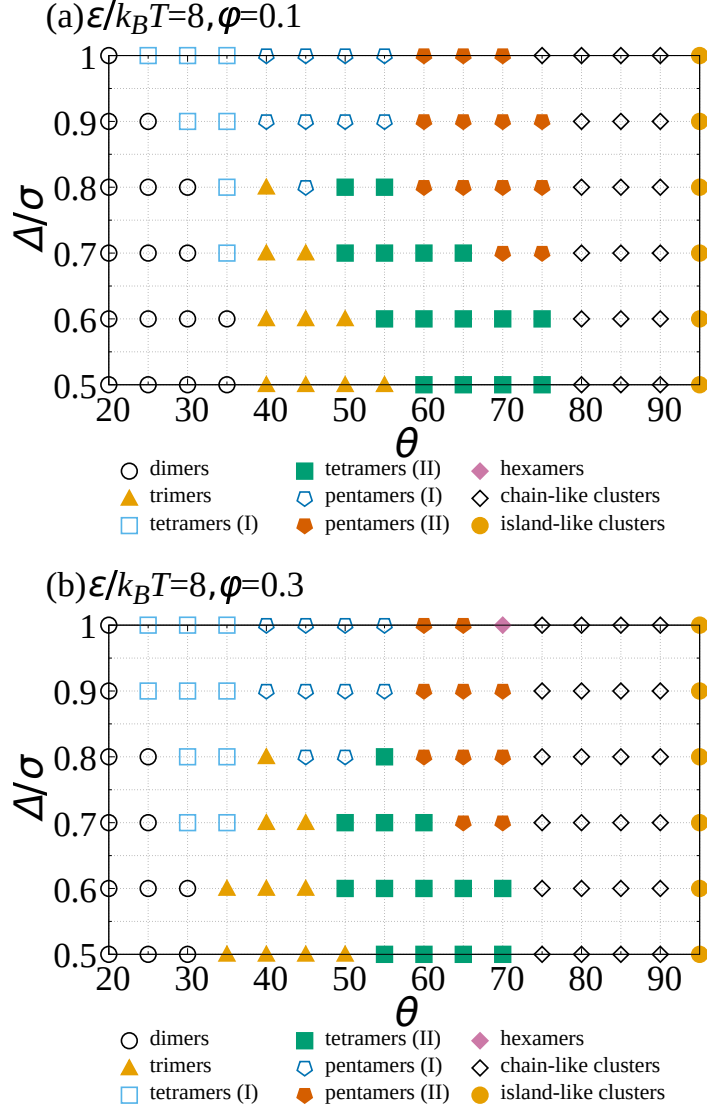 (a) ε/k_BT=8, φ=0.1
1
0.9
0.8
0.7
0.6
0.5
Δ/σ
20 30 40 50 60 70 80 90
θ
dimers tetramers (II) hexamers
trimers pentamers (I) chain-like clusters
tetramers (I) pentamers (II) island-like clusters
(b) ε/k_BT=8, φ=0.3
1
0.9
0.8
0.7
0.6
0.5
Δ/σ
20 30 40 50 60 70 80 90
θ
dimers tetramers (II) hexamers
trimers pentamers (I) chain-like clusters
tetramers (I) pentamers (II) island-like clusters